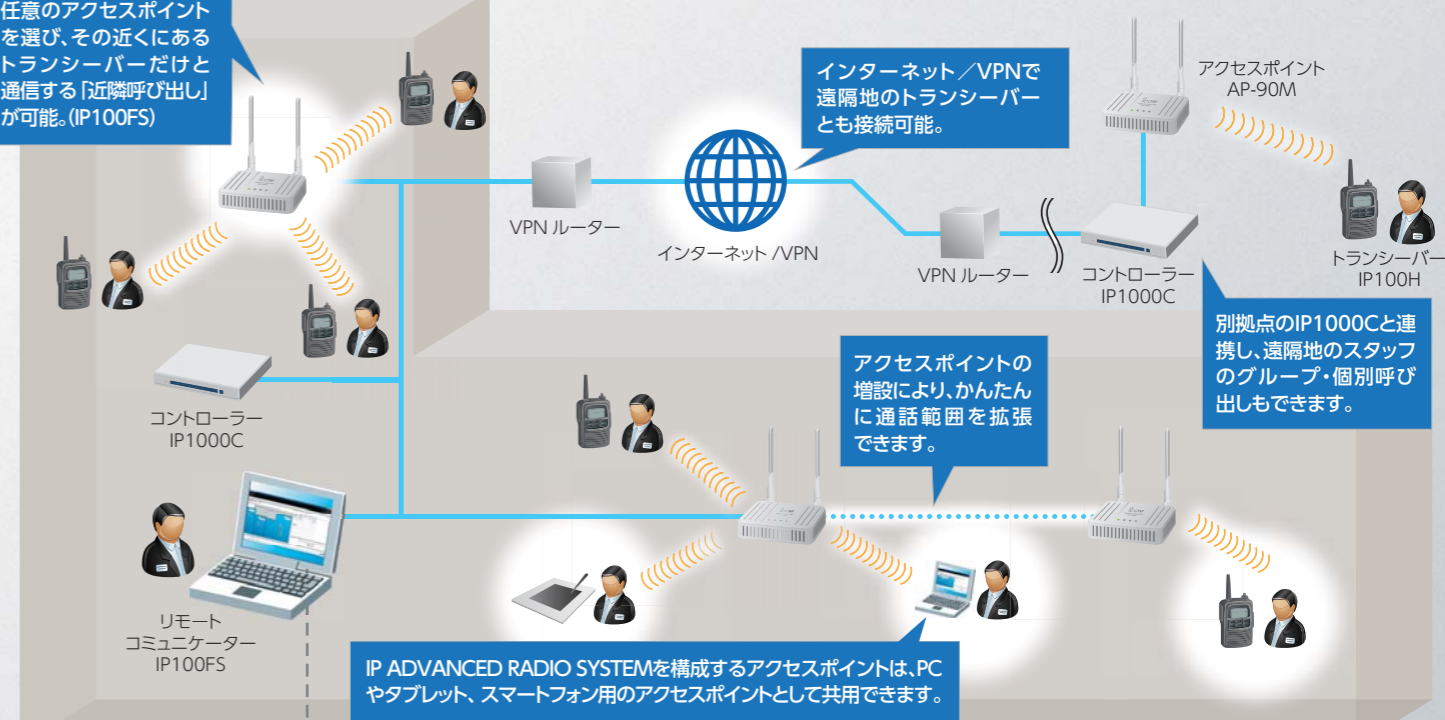 任意のアクセスポイント
を選び、その近くにある
トランシーバーだけと
通信する「近隣呼び出し」
が可能。(IP100FS)
インターネット／VPNで
遠隔地のトランシーバー
とも接続可能。
アクセスポイント
AP-90M
VPN ルーター
インターネット /VPN
VPN ルーター
コントローラー
IP1000C
トランシーバー
IP100H
別拠点のIP1000Cと連
携し、遠隔地のスタッフ
のグループ・個別呼び
出しもできます。
アクセスポイントの
増設により、かんたん
に通話範囲を拡張
できます。
コントローラー
IP1000C
リモート
コミュニケーター
IP100FS
IP ADVANCED RADIO SYSTEMを構成するアクセスポイントは、PC
やタブレット、スマートフォン用のアクセスポイントとして共用できます。